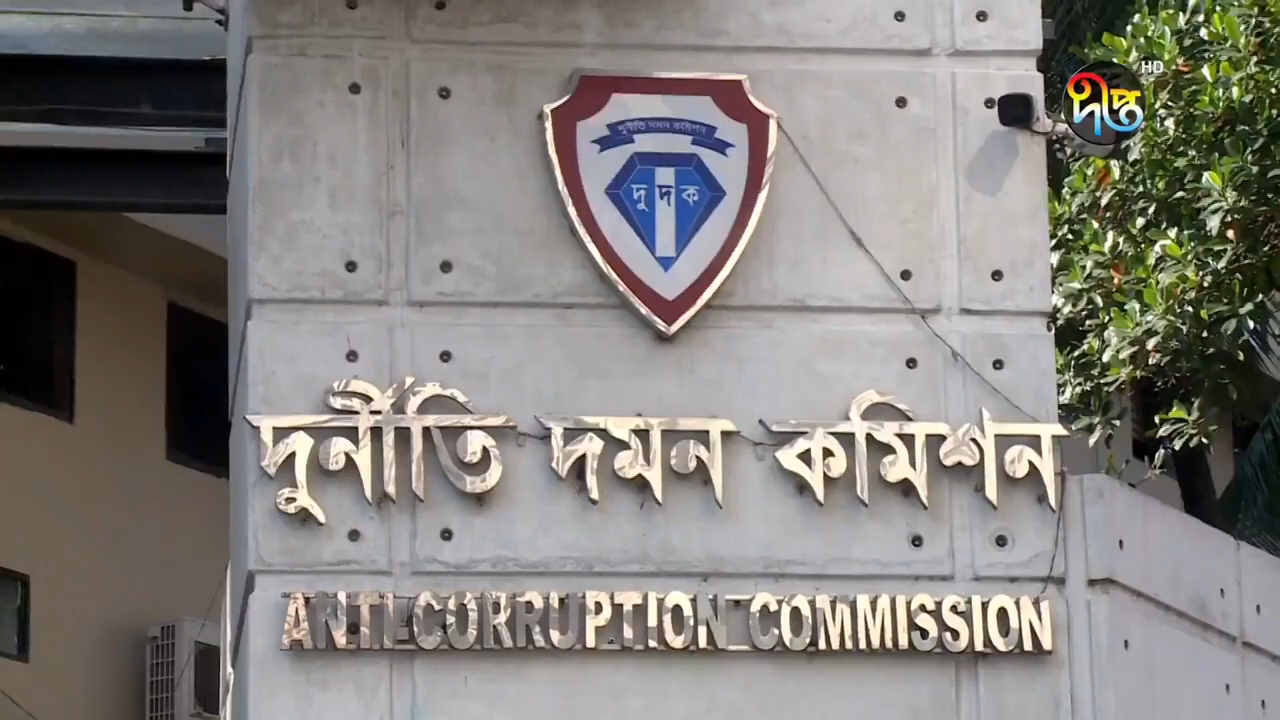 HD
দীপ্ত
দুর্নীতি দমন কমিশন
দুদক
দুর্নীতি দমন কমিশন
ANTI-CORRUPTION COMMISSION